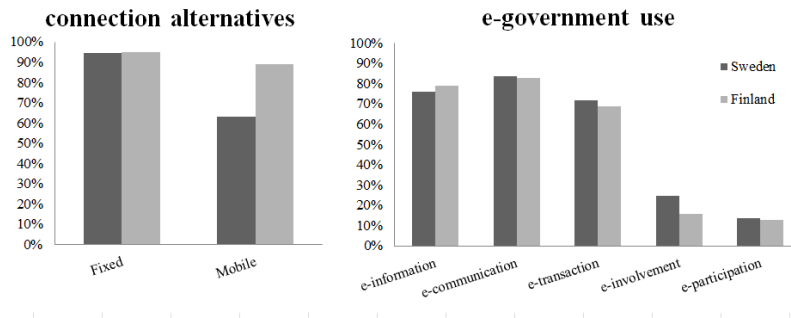 connection alternatives
100%
90%
80%
70%
60%
50%
40%
30%
20%
10%
0%
Fixed
Mobile
e-government use
100%
90%
80%
70%
60%
50%
40%
30%
20%
10%
0%
e-information
e-communication
e-transaction
e-involvement
e-participation
Sweden
Finland